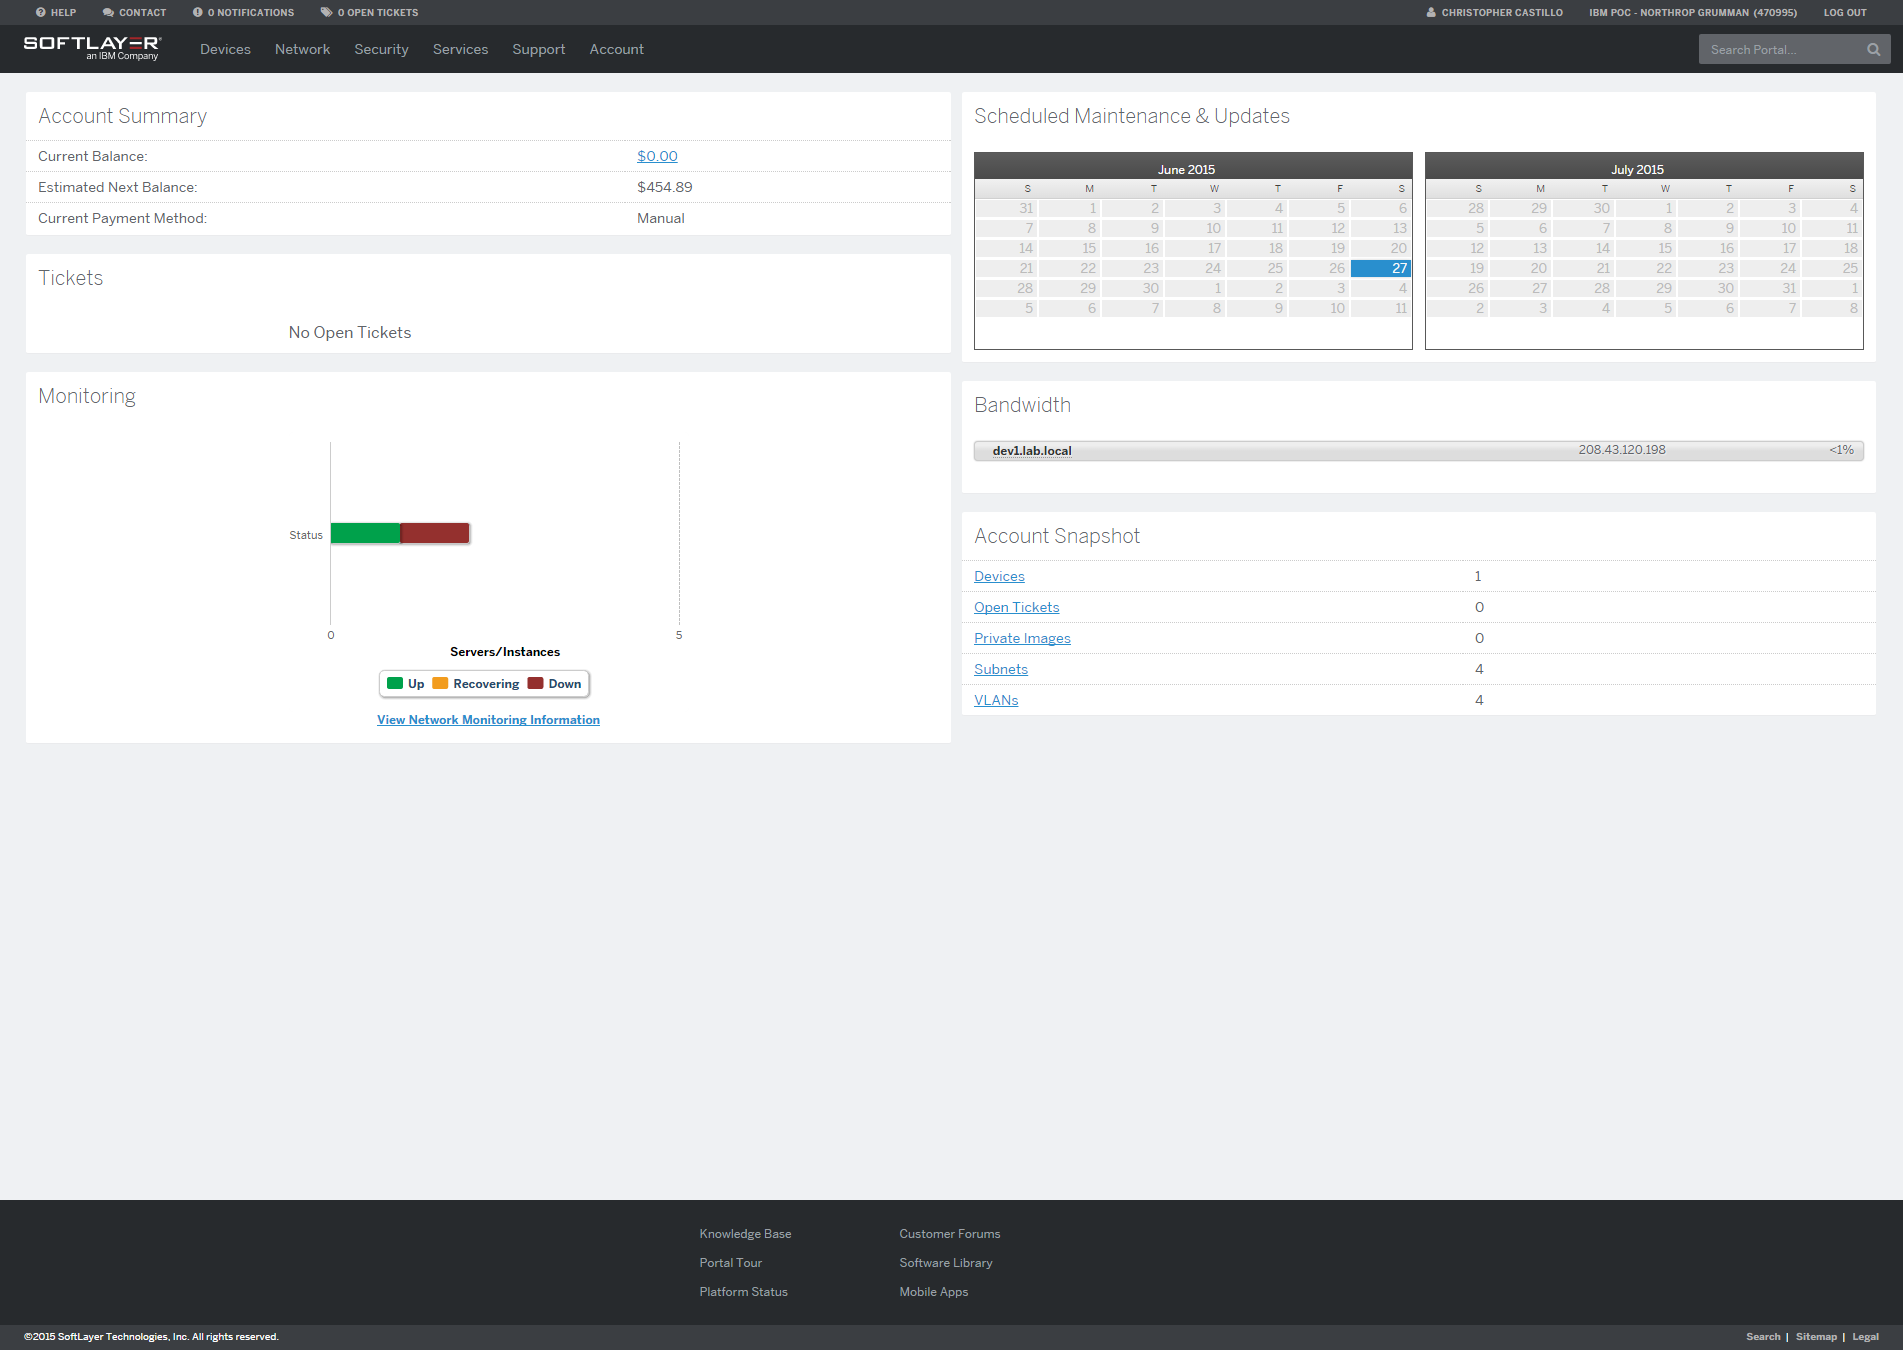 HELP CONTACT 0 NOTIFICATIONS 0 OPEN TICKETS CHRISTOPHER CASTILLO IBM POC - NORTHROP GRUMMAN (470995) LOG OUT
SOFTLAYER®
an IBM Company
Devices Network Security Services Support Account Search Portal...
Account Summary
Current Balance: $0.00
Estimated Next Balance: $454.89
Current Payment Method: Manual
Tickets
No Open Tickets
Monitoring
Status
0 5
Servers/Instances
Up Recovering Down
View Network Monitoring Information
Scheduled Maintenance & Updates
June 2015
S M T W T F S
31 1 2 3 4 5 6
7 8 9 10 11 12 13
14 15 16 17 18 19 20
21 22 23 24 25 26 27
28 29 30 1 2 3 4
5 6 7 8 9 10 11
July 2015
S M T W T F S
28 29 30 1 2 3 4
5 6 7 8 9 10 11
12 13 14 15 16 17 18
19 20 21 22 23 24 25
26 27 28 29 30 31 1
2 3 4 5 6 7 8
Bandwidth
dev1.lab.local 208.43.120.198 <1%
Account Snapshot
Devices 1
Open Tickets 0
Private Images 0
Subnets 4
VLANs 4
Knowledge Base Customer Forums
Portal Tour Software Library
Platform Status Mobile Apps
©2015 SoftLayer Technologies, Inc. All rights reserved. Search | Sitemap | Legal